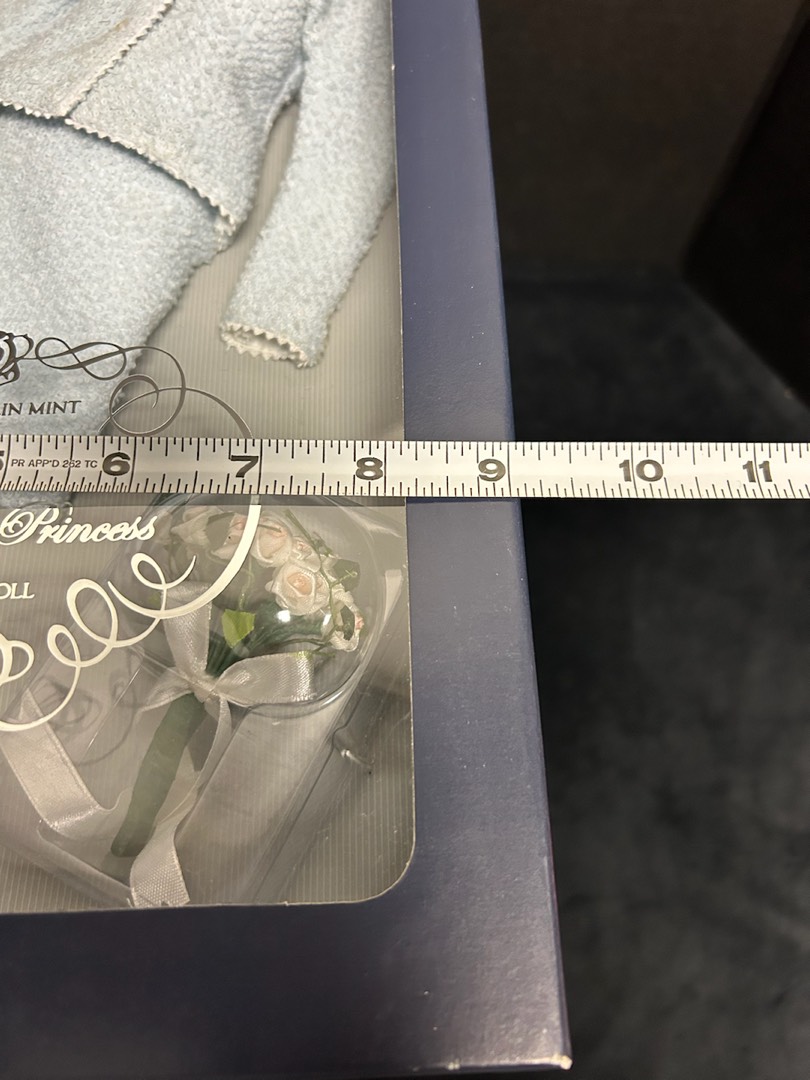 IN MINT
PR APP'D 262 TC 6 7 8 9 10 11
Princess
OLL